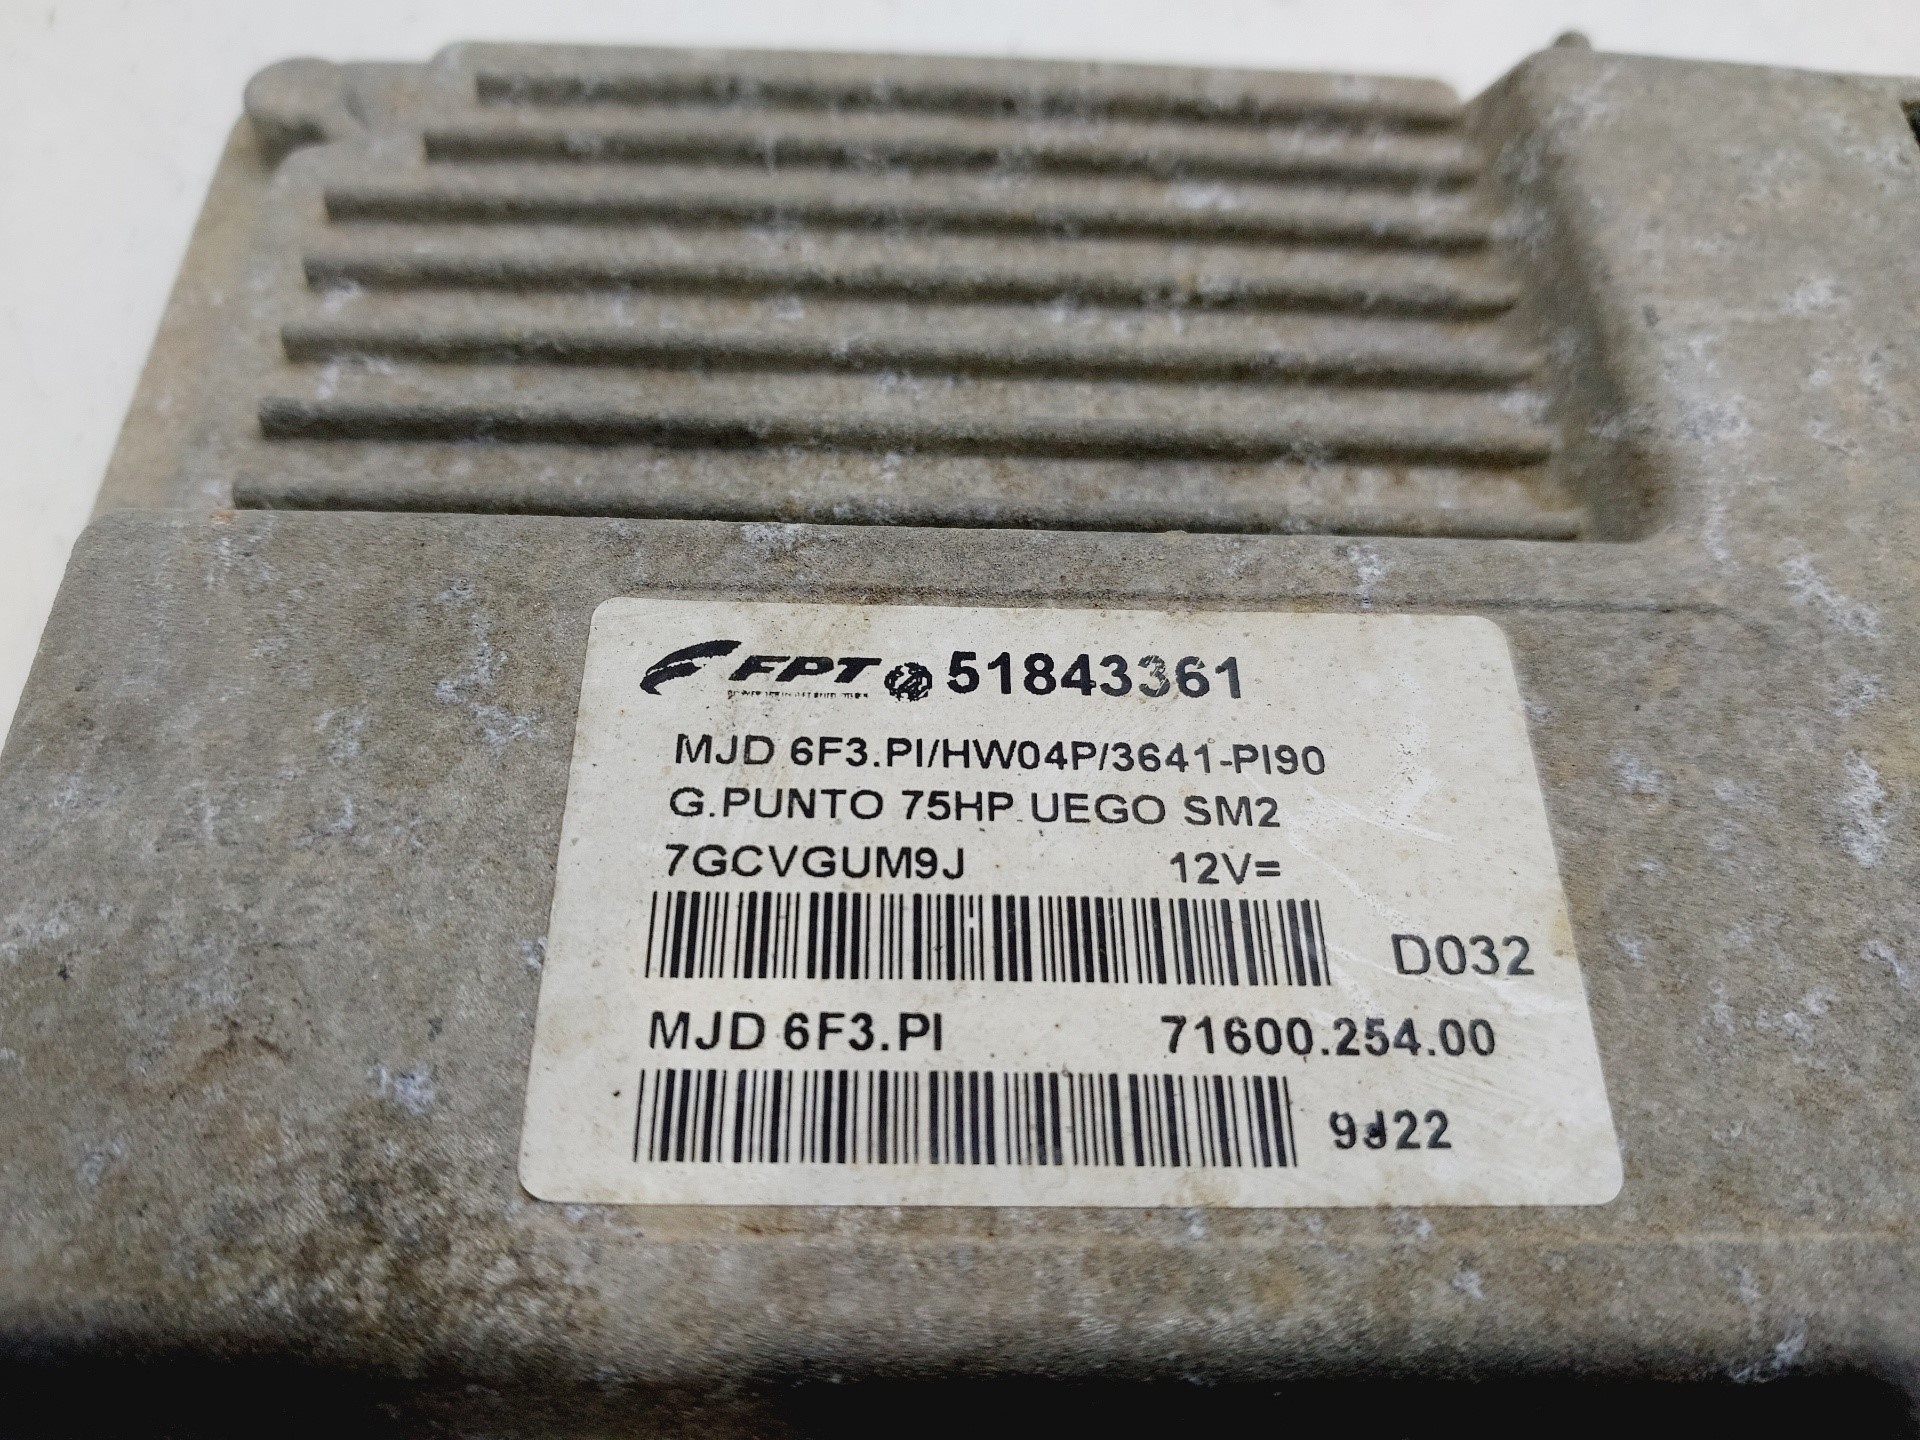 FPT 51843361
MJD 6F3.PI/HW04P/3641-PI90
G.PUNTO 75HP UEGO SM2
7GCVGUM9J 12V=
D032
MJD 6F3.PI 71600.254.00
9J22